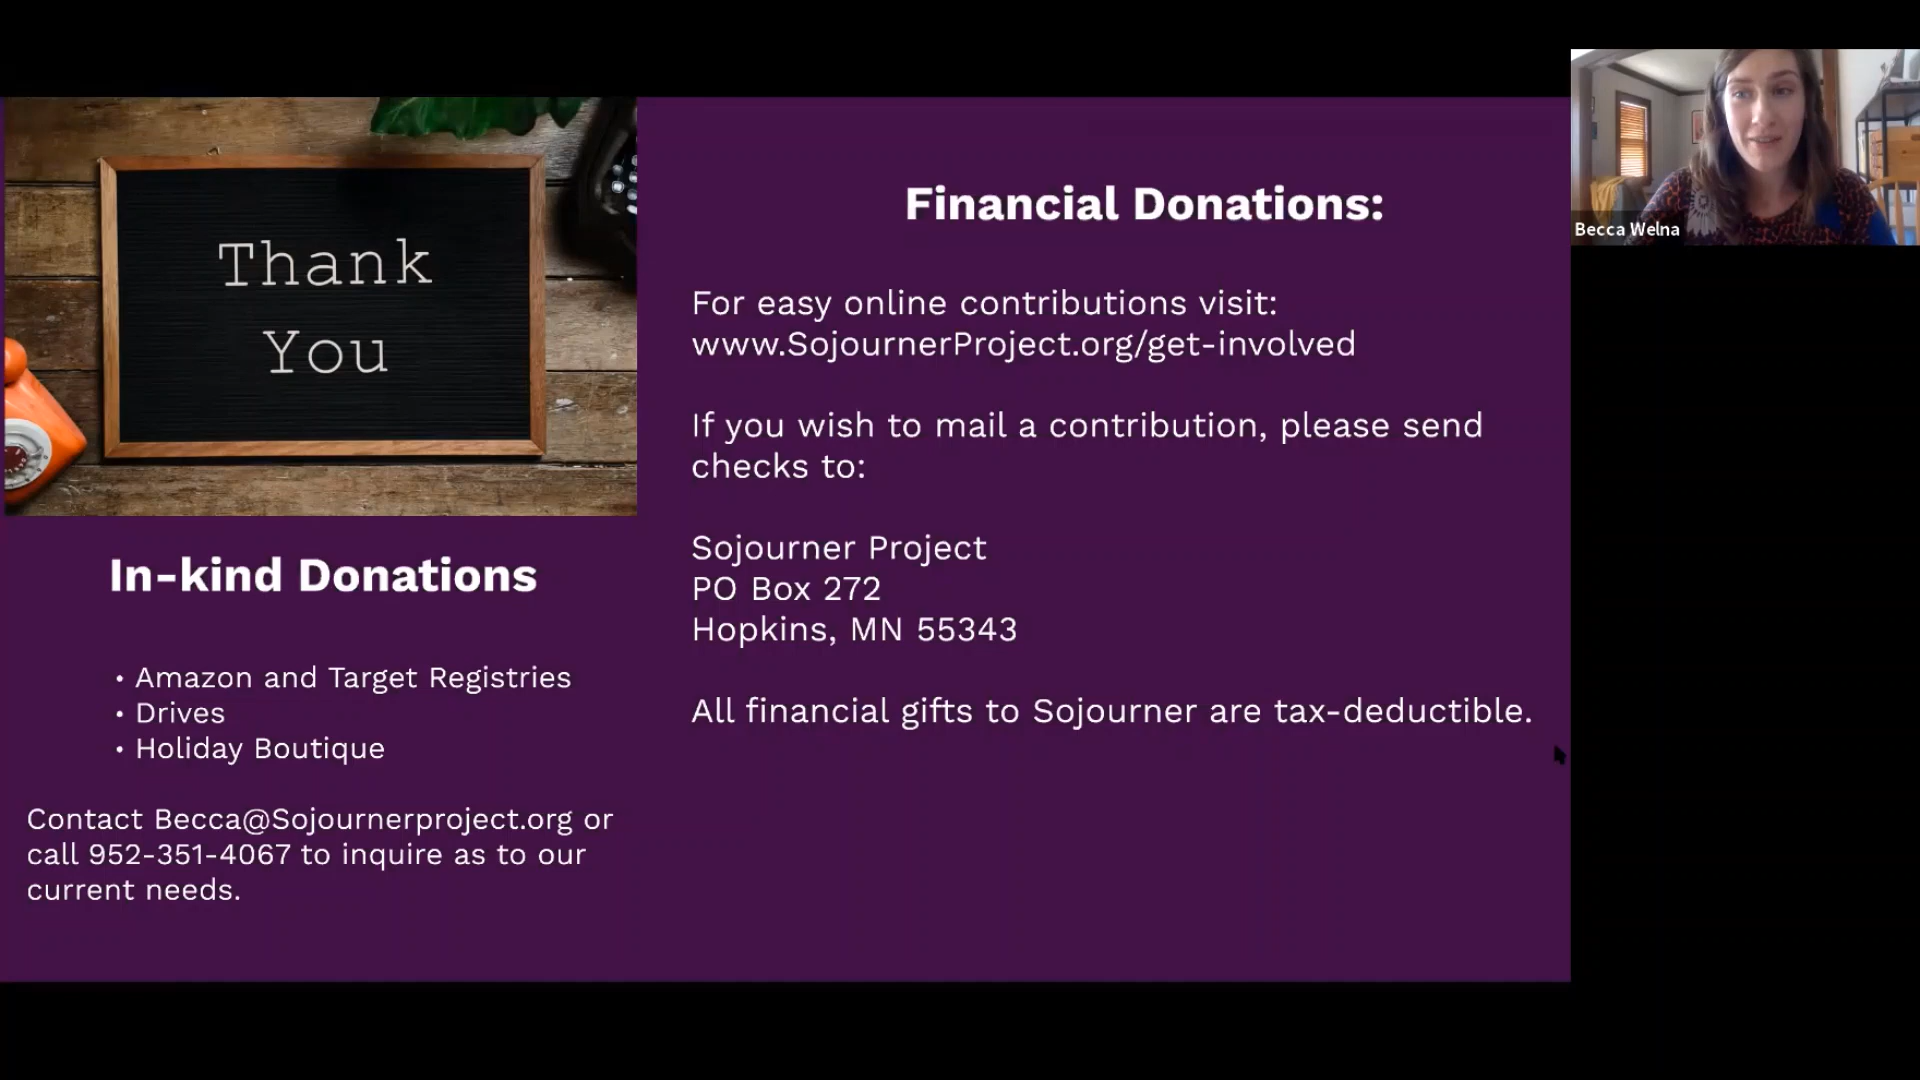 Thank
You
In-kind Donations
• Amazon and Target Registries
• Drives
• Holiday Boutique
Contact Becca@Sojournerproject.org or
call 952-351-4067 to inquire as to our
current needs.
Financial Donations:
For easy online contributions visit:
www.SojournerProject.org/get-involved
If you wish to mail a contribution, please send
checks to:
Sojourner Project
PO Box 272
Hopkins, MN 55343
All financial gifts to Sojourner are tax-deductible.
Becca Welna